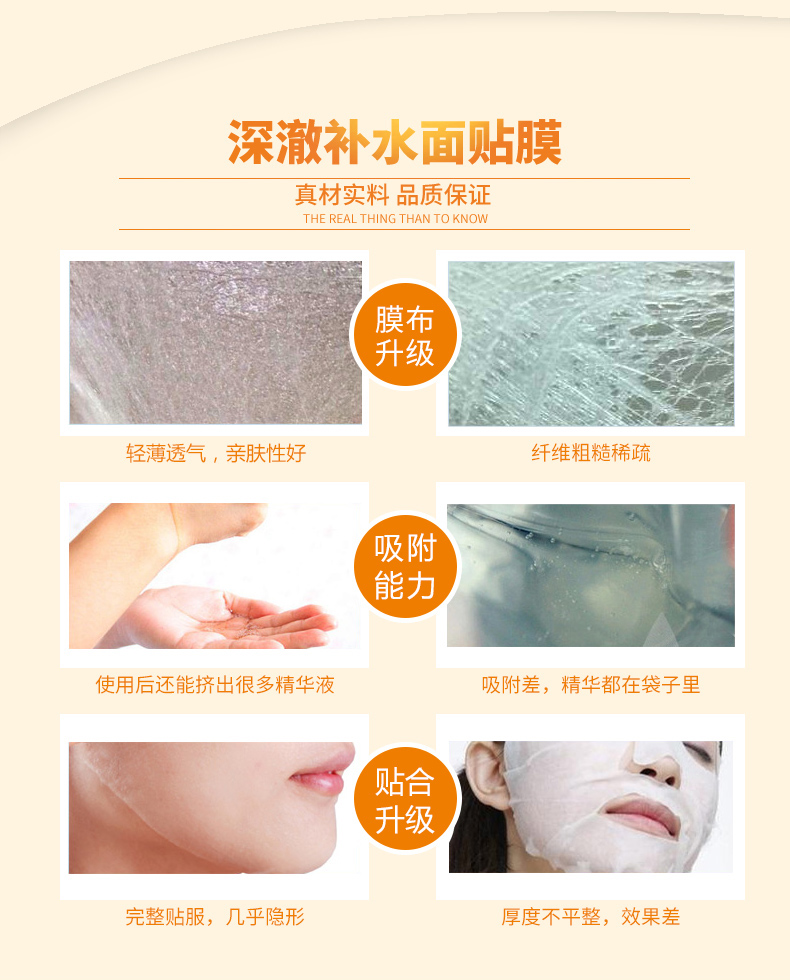 深澈补水面贴膜
真材实料 品质保证
THE REAL THING THAN TO KNOW
膜布
升级
轻薄透气，亲肤性好
纤维粗糙稀疏
吸附
能力
使用后还能挤出很多精华液
吸附差，精华都在袋子里
贴合
升级
完整贴服，几乎隐形
厚度不平整，效果差